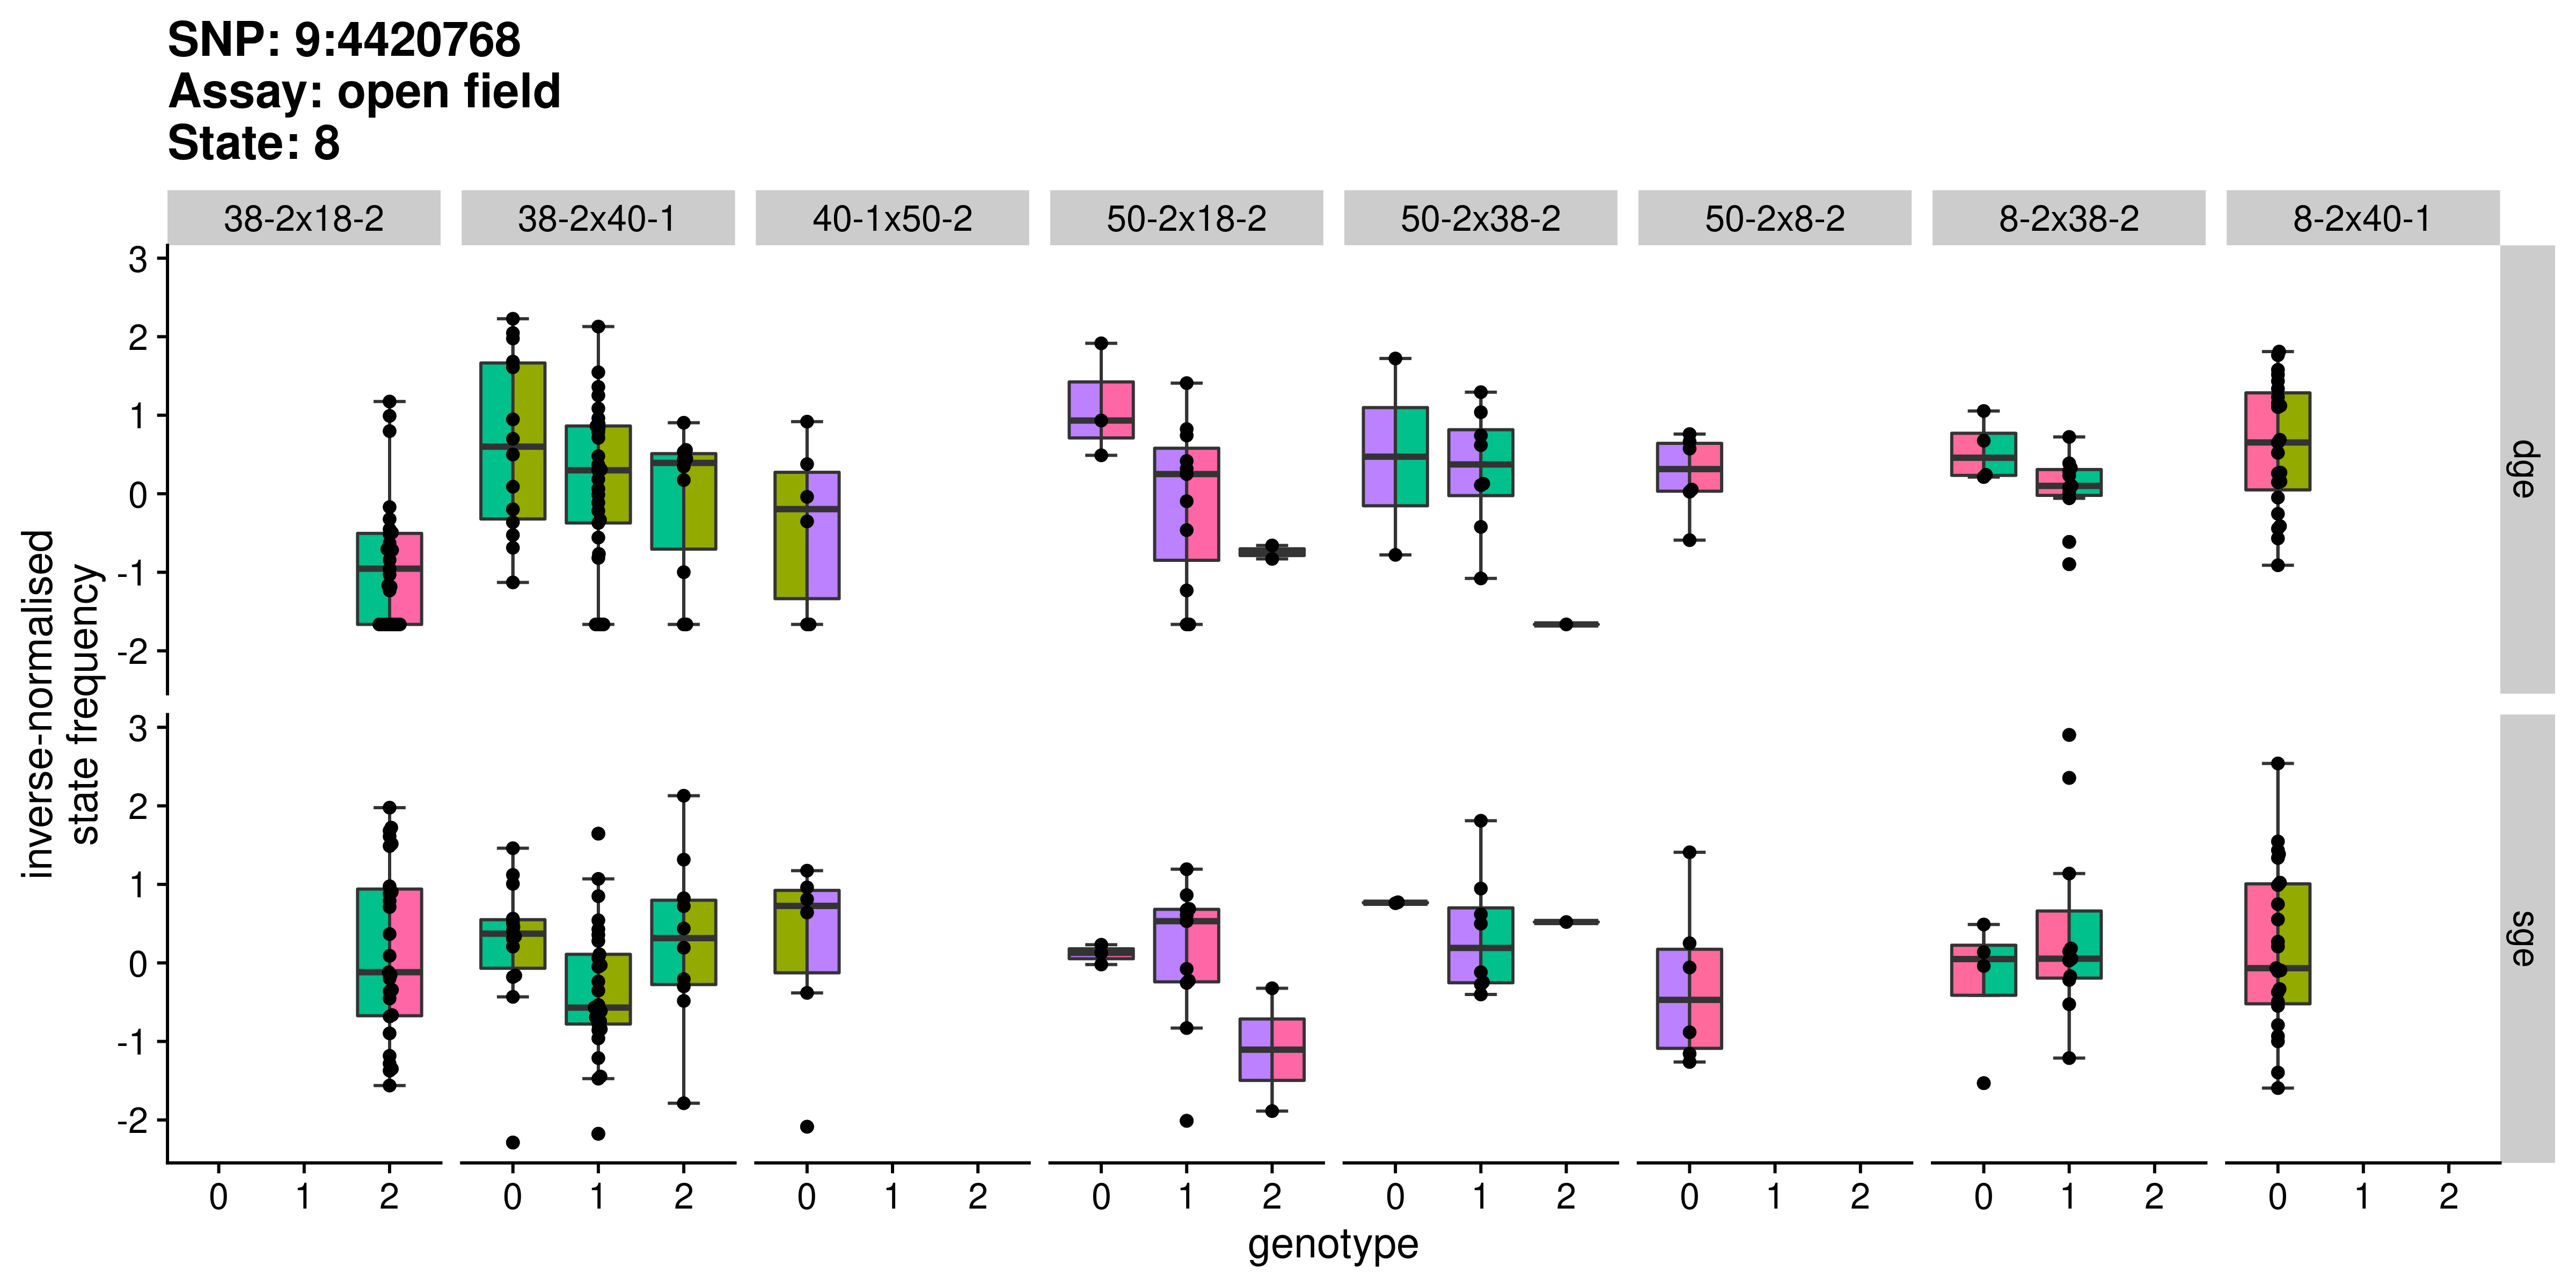 SNP: 9:4420768
Assay: open field
State: 8
38-2x18-2 38-2x40-1 40-1x50-2 50-2x18-2 50-2x38-2 50-2x8-2 8-2x38-2 8-2x40-1
3
2
1
0
-1
-2
dge
3
2
1
0
-1
-2
sge
inverse-normalised
state frequency
0 1 2 0 1 2 0 1 2 0 1 2 0 1 2 0 1 2 0 1 2 0 1 2
genotype